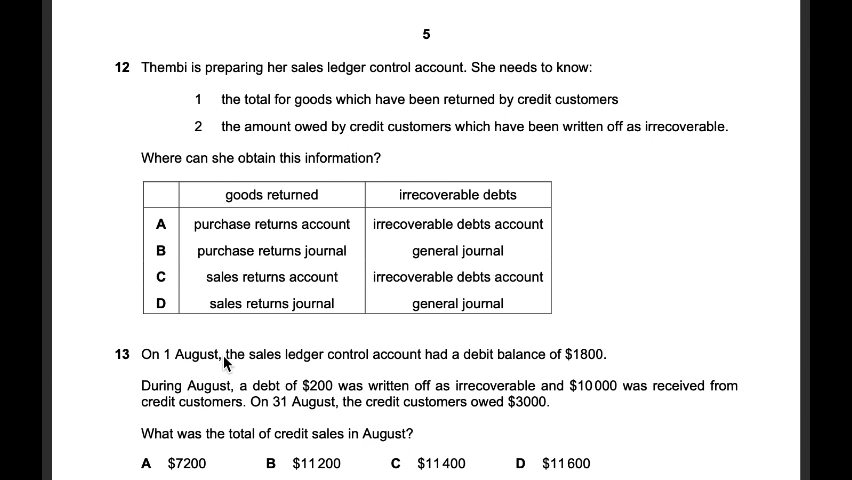 5
12 Thembi is preparing her sales ledger control account. She needs to know:
1 the total for goods which have been returned by credit customers
2 the amount owed by credit customers which have been written off as irrecoverable.
Where can she obtain this information?
goods returned irrecoverable debts
A purchase returns account irrecoverable debts account
B purchase returns journal general journal
C sales returns account irrecoverable debts account
D sales returns journal general journal
13 On 1 August, the sales ledger control account had a debit balance of $1800.
During August, a debt of $200 was written off as irrecoverable and $10 000 was received from
credit customers. On 31 August, the credit customers owed $3000.
What was the total of credit sales in August?
A $7200 B $11 200 C $11 400 D $11 600